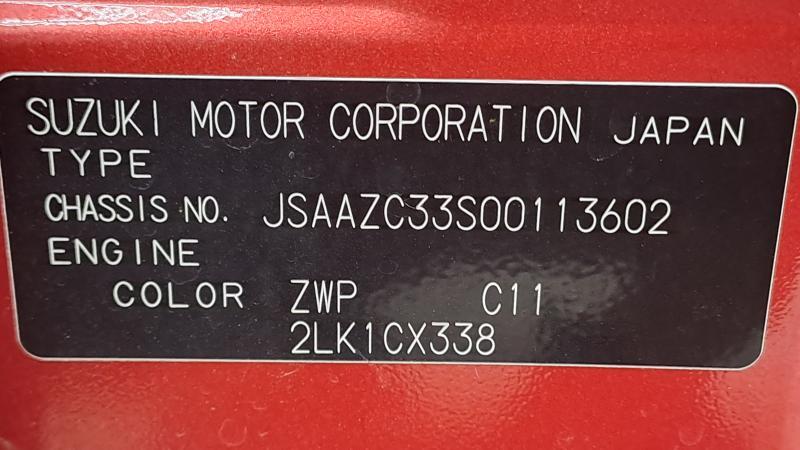 SUZUKI MOTOR CORPORATION JAPAN
TYPE
CHASSIS NO. JSAAZC33S00113602
ENGINE
COLOR ZWP C11
2LK1CX338